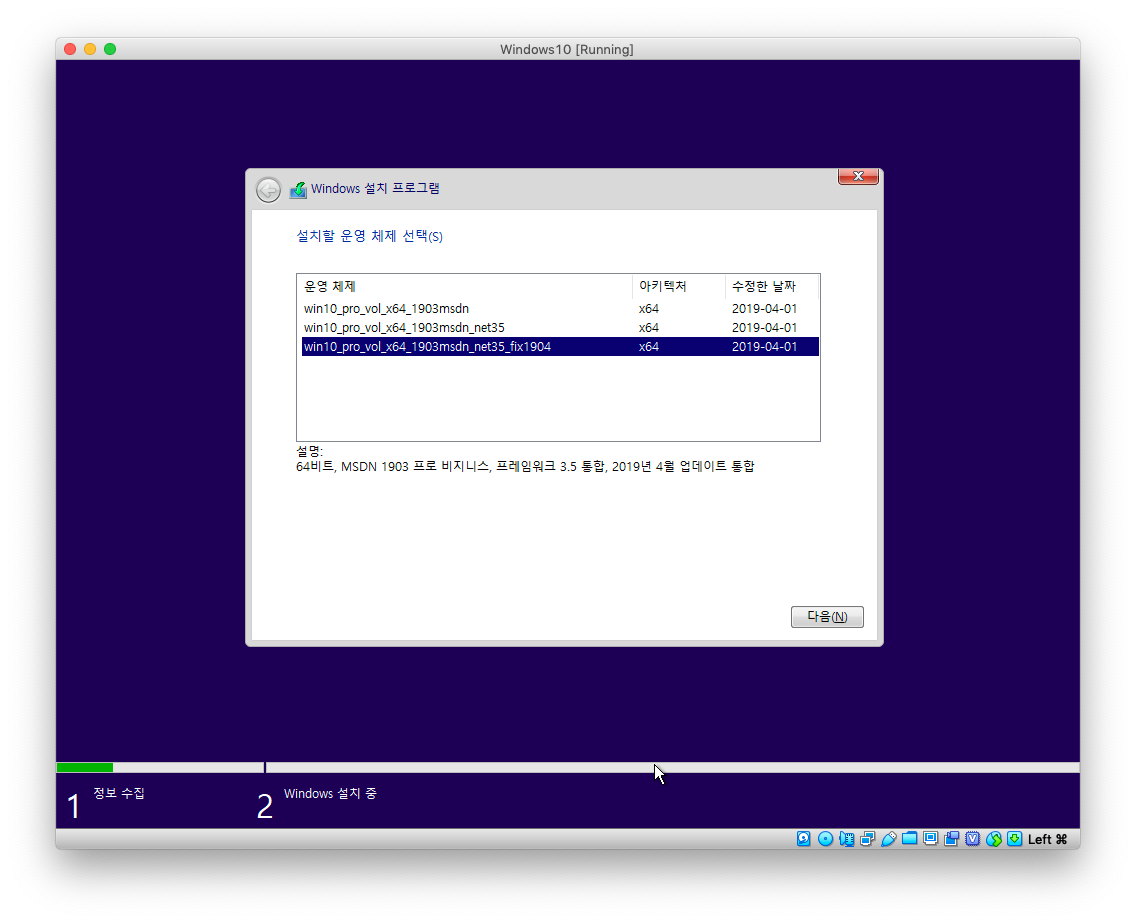 Windows10 [Running]
Windows 설치 프로그램
설치할 운영 체제 선택(S)
운영 체제 아키텍처 수정한 날짜
win10_pro_vol_x64_1903msdn x64 2019-04-01
win10_pro_vol_x64_1903msdn_net35 x64 2019-04-01
win10_pro_vol_x64_1903msdn_net35_fix1904 x64 2019-04-01
설명:
64비트, MSDN 1903 프로 비지니스, 프레임워크 3.5 통합, 2019년 4월 업데이트 통합
다음(N)
1 정보 수집 2 Windows 설치 중
Left ⌘